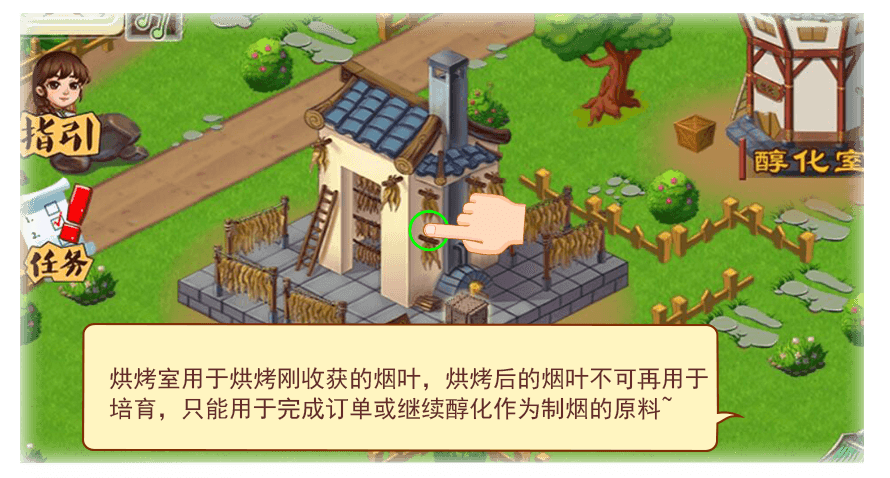 指引
醇化室
1.
2.
任务
烘烤室用于烘烤刚收获的烟叶，烘烤后的烟叶不可再用于
培育，只能用于完成订单或继续醇化作为制烟的原料~